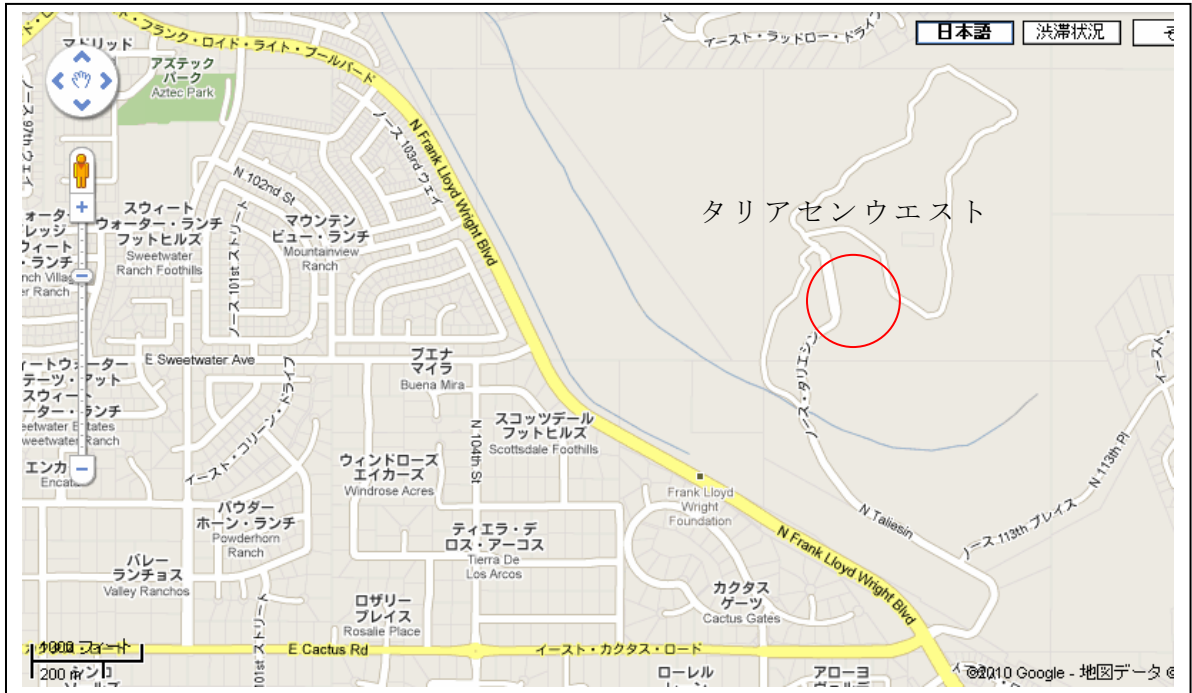 日本語
渋滞状況
マドリッド
フランク・ロイド・ライト・ブールバード
イースト・ラッドロー・ドライ
アズテック
パーク
Aztec Park
ノース 97th ウェイ
ノース 103rd ウェイ
N Frank Lloyd Wright Blvd
N 102nd St
スウィート
ウォーター・ランチ
フットヒルズ
Sweetwater
Ranch Foothills
ノース 101st ストリート
マウンテン
ビュー・ランチ
Mountainview
Ranch
タリアセンウエスト
E Sweetwater Ave
ブエナ
マイラ
Buena Mira
イースト・コリーン・ドライブ
N 104th St
スコッツデール
フットヒルズ
Scottsdale Foothills
ノース・タリエシン
ウィンドローズ
エイカーズ
Windrose Acres
Frank Lloyd
Wright
Foundation
N Taliesin
ノース 113th プレイス
N 113th Pl
パウダー
ホーン・ランチ
Powderhorn
Ranch
ティエラ・デ
ロス・アーコス
Tierra De
Los Arcos
N Frank Lloyd Wright Blvd
バレー
ランチョス
Valley Ranchos
カクタス
ゲーツ
Cactus Gates
ロザリー
プレイス
Rosalie Place
101st ストリート
E Cactus Rd
イースト・カクタス・ロード
1000 フィート
200 m
ローレル
アローヨ
©2010 Google - 地図データ ©